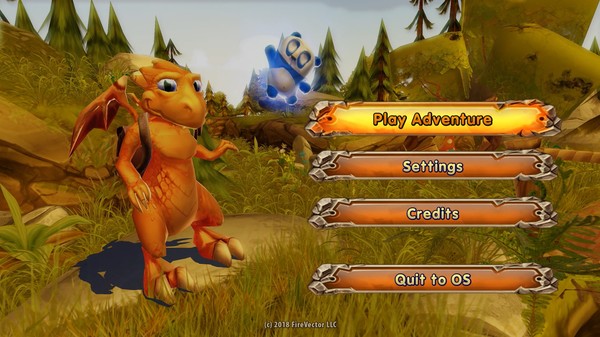 Play Adventure
Settings
Credits
Quit to OS
(c) 2018 FireVector LLC